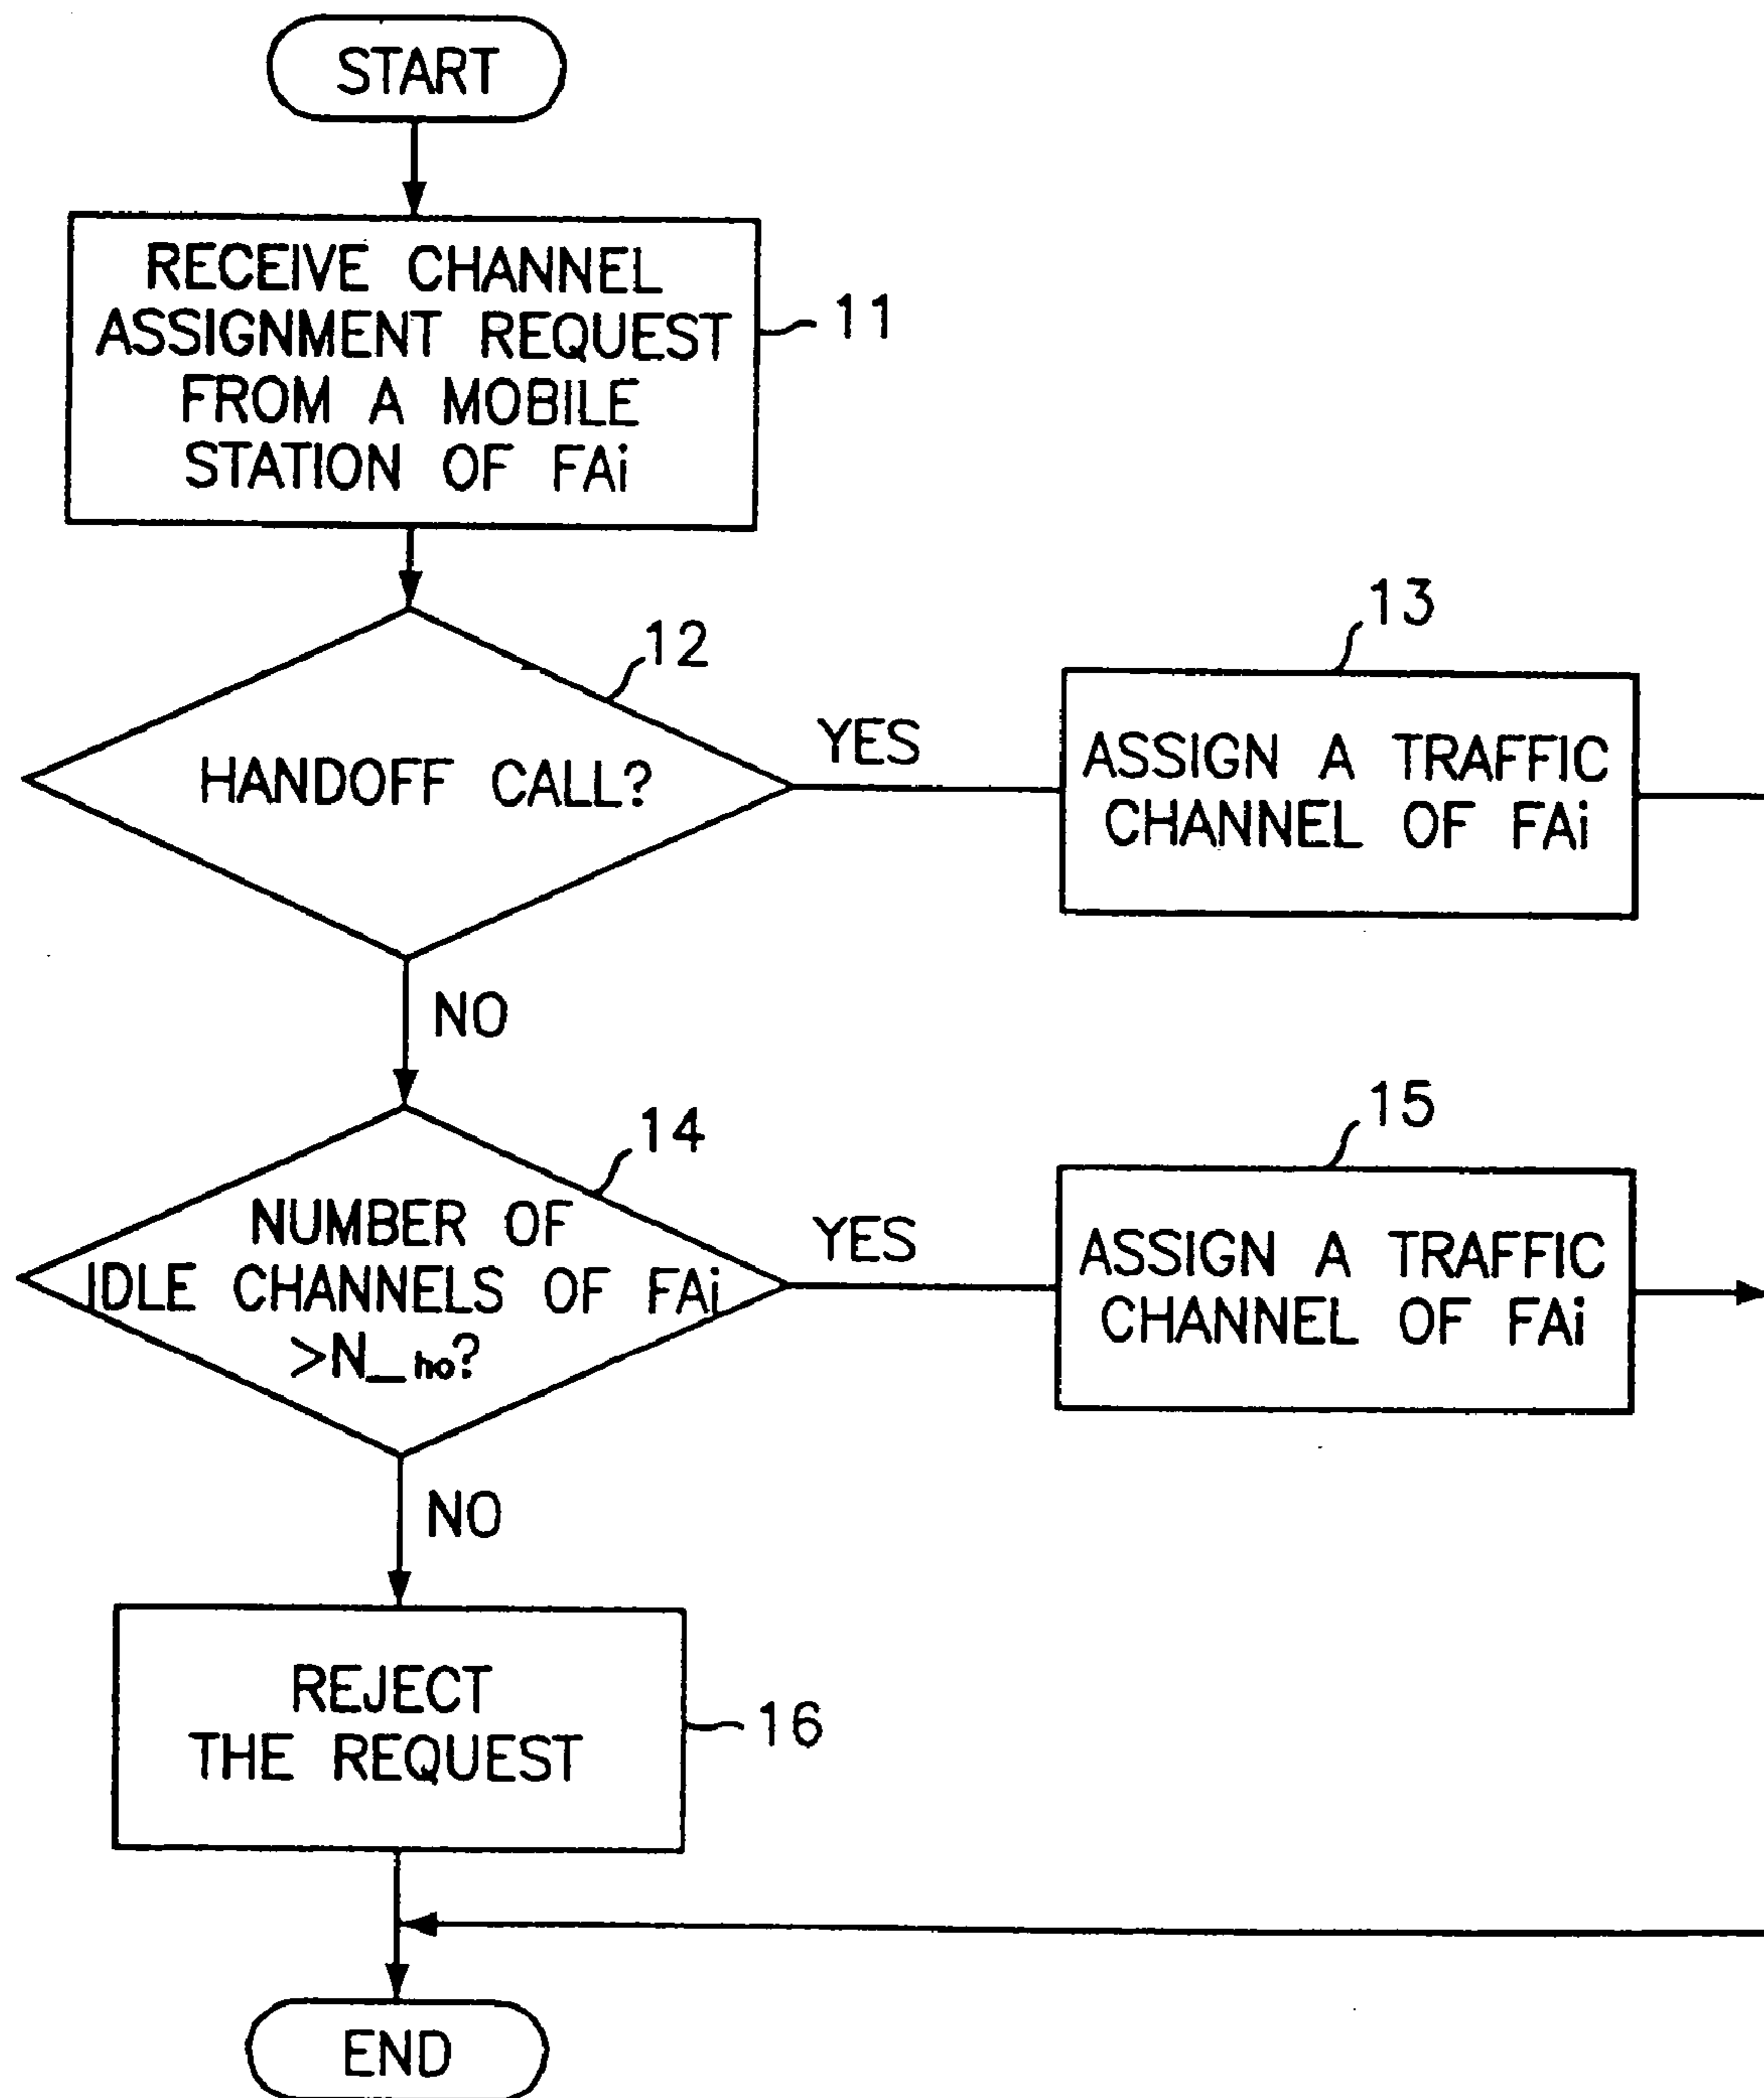 START
RECEIVE CHANNEL
ASSIGNMENT REQUEST
FROM A MOBILE
STATION OF FAi
11
12
HANDOFF CALL?
YES
13
ASSIGN A TRAFFIC
CHANNEL OF FAi
NO
14
NUMBER OF
IDLE CHANNELS OF FAi
>N_ho?
YES
15
ASSIGN A TRAFFIC
CHANNEL OF FAi
NO
REJECT
THE REQUEST
16
END